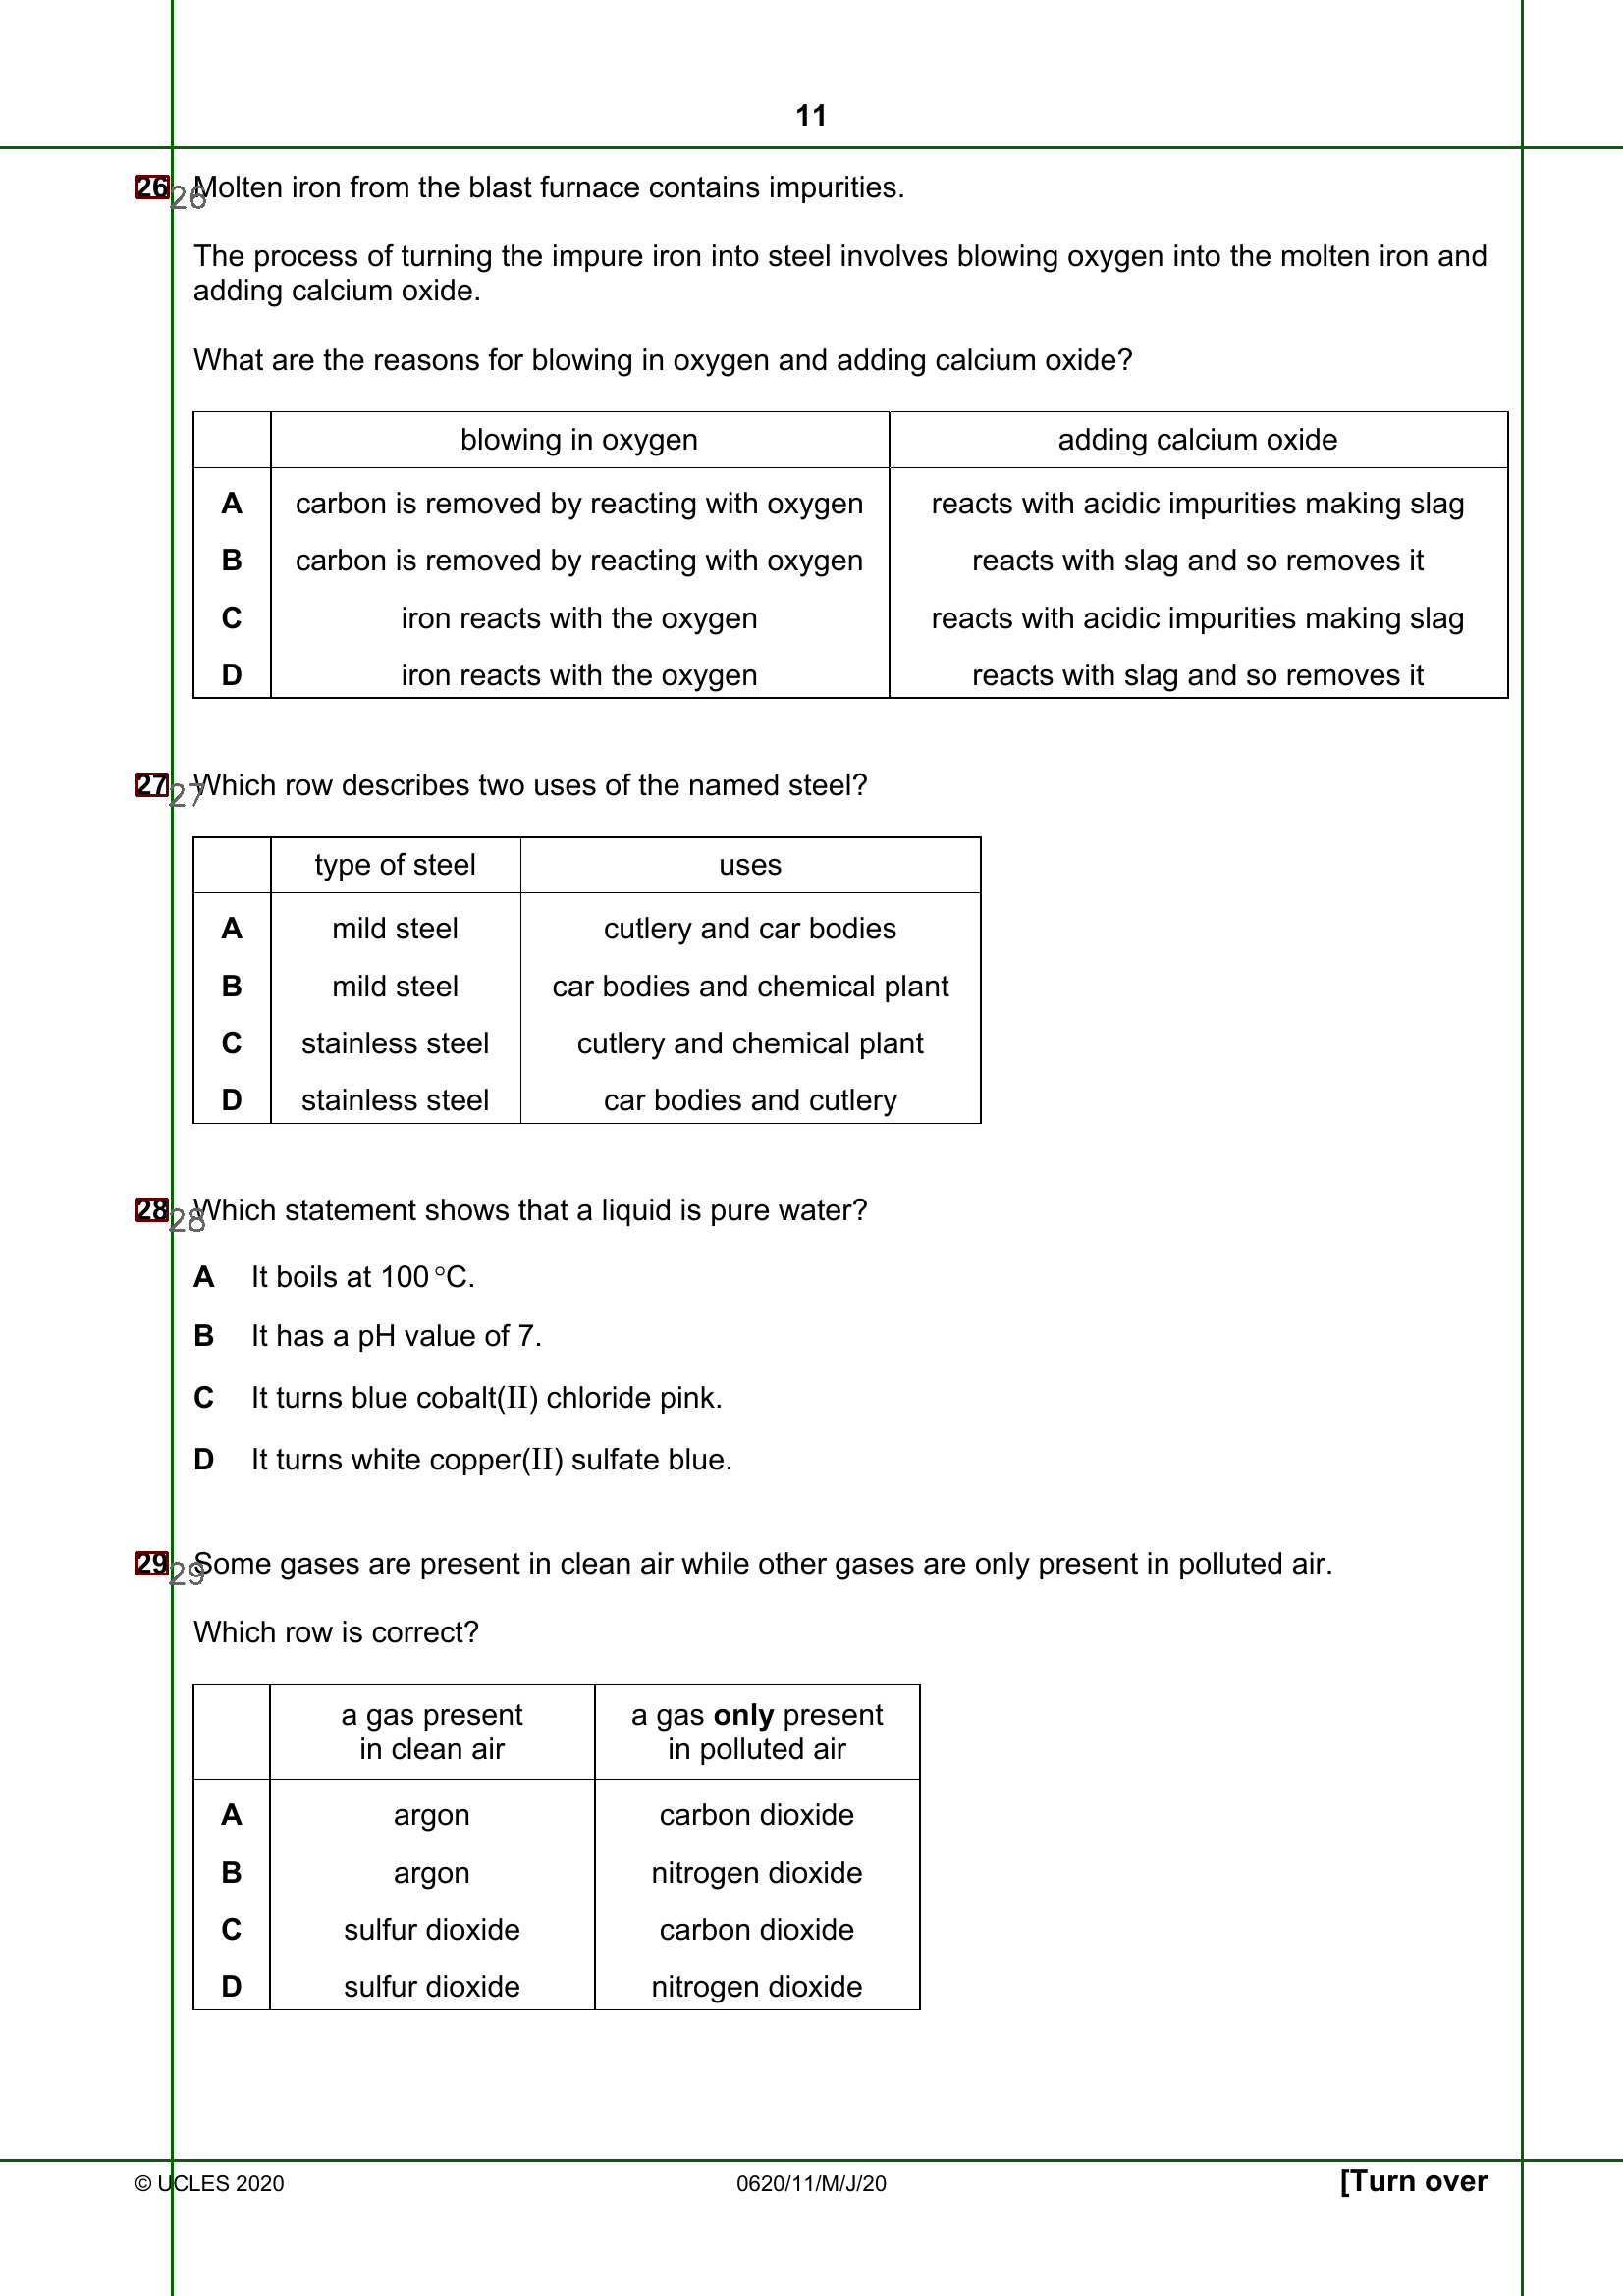 11
26 26 Molten iron from the blast furnace contains impurities.
The process of turning the impure iron into steel involves blowing oxygen into the molten iron and
adding calcium oxide.
What are the reasons for blowing in oxygen and adding calcium oxide?
blowing in oxygen adding calcium oxide
A carbon is removed by reacting with oxygen reacts with acidic impurities making slag
B carbon is removed by reacting with oxygen reacts with slag and so removes it
C iron reacts with the oxygen reacts with acidic impurities making slag
D iron reacts with the oxygen reacts with slag and so removes it
27 27 Which row describes two uses of the named steel?
type of steel uses
A mild steel cutlery and car bodies
B mild steel car bodies and chemical plant
C stainless steel cutlery and chemical plant
D stainless steel car bodies and cutlery
28 28 Which statement shows that a liquid is pure water?
A It boils at 100 °C.
B It has a pH value of 7.
C It turns blue cobalt(II) chloride pink.
D It turns white copper(II) sulfate blue.
29 29 Some gases are present in clean air while other gases are only present in polluted air.
Which row is correct?
a gas present a gas only present
in clean air in polluted air
A argon carbon dioxide
B argon nitrogen dioxide
C sulfur dioxide carbon dioxide
D sulfur dioxide nitrogen dioxide
© UCLES 2020 0620/11/M/J/20 [Turn over